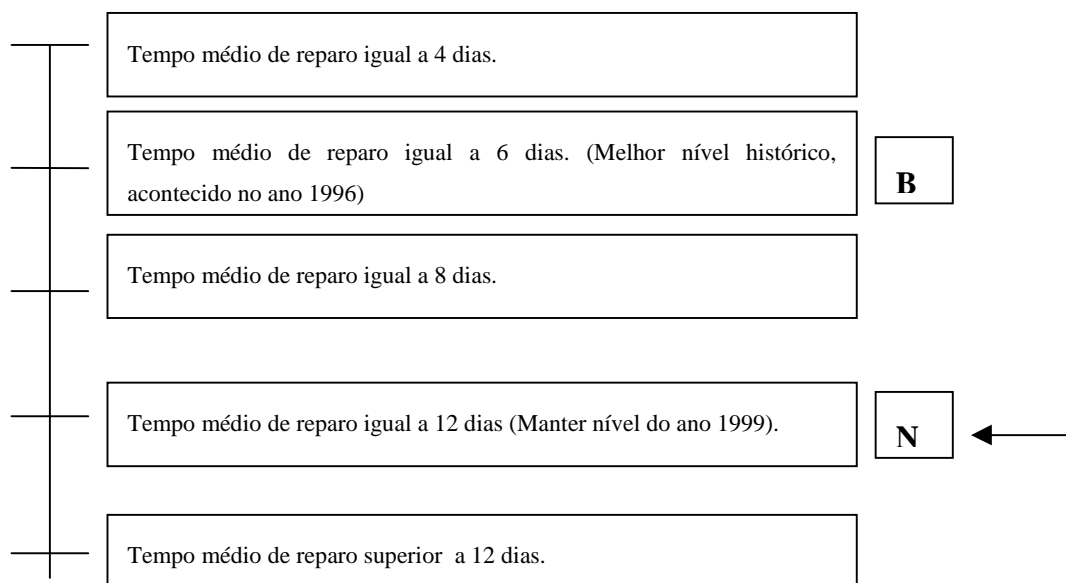 Tempo médio de reparo igual a 4 dias.
Tempo médio de reparo igual a 6 dias. (Melhor nível histórico,
acontecido no ano 1996)
B
Tempo médio de reparo igual a 8 dias.
Tempo médio de reparo igual a 12 dias (Manter nível do ano 1999).
N
Tempo médio de reparo superior a 12 dias.